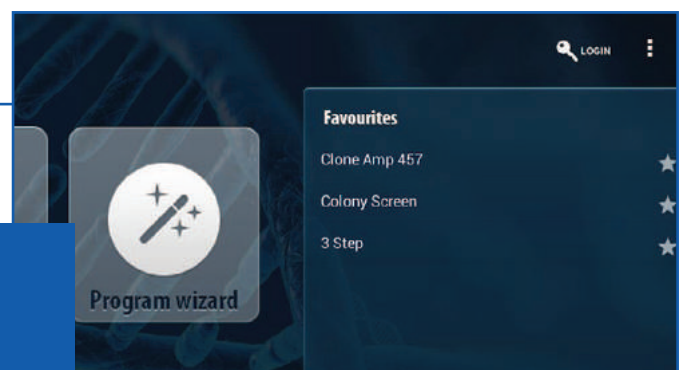 LOGIN
Favourites
Clone Amp 457
Colony Screen
3 Step
Program wizard